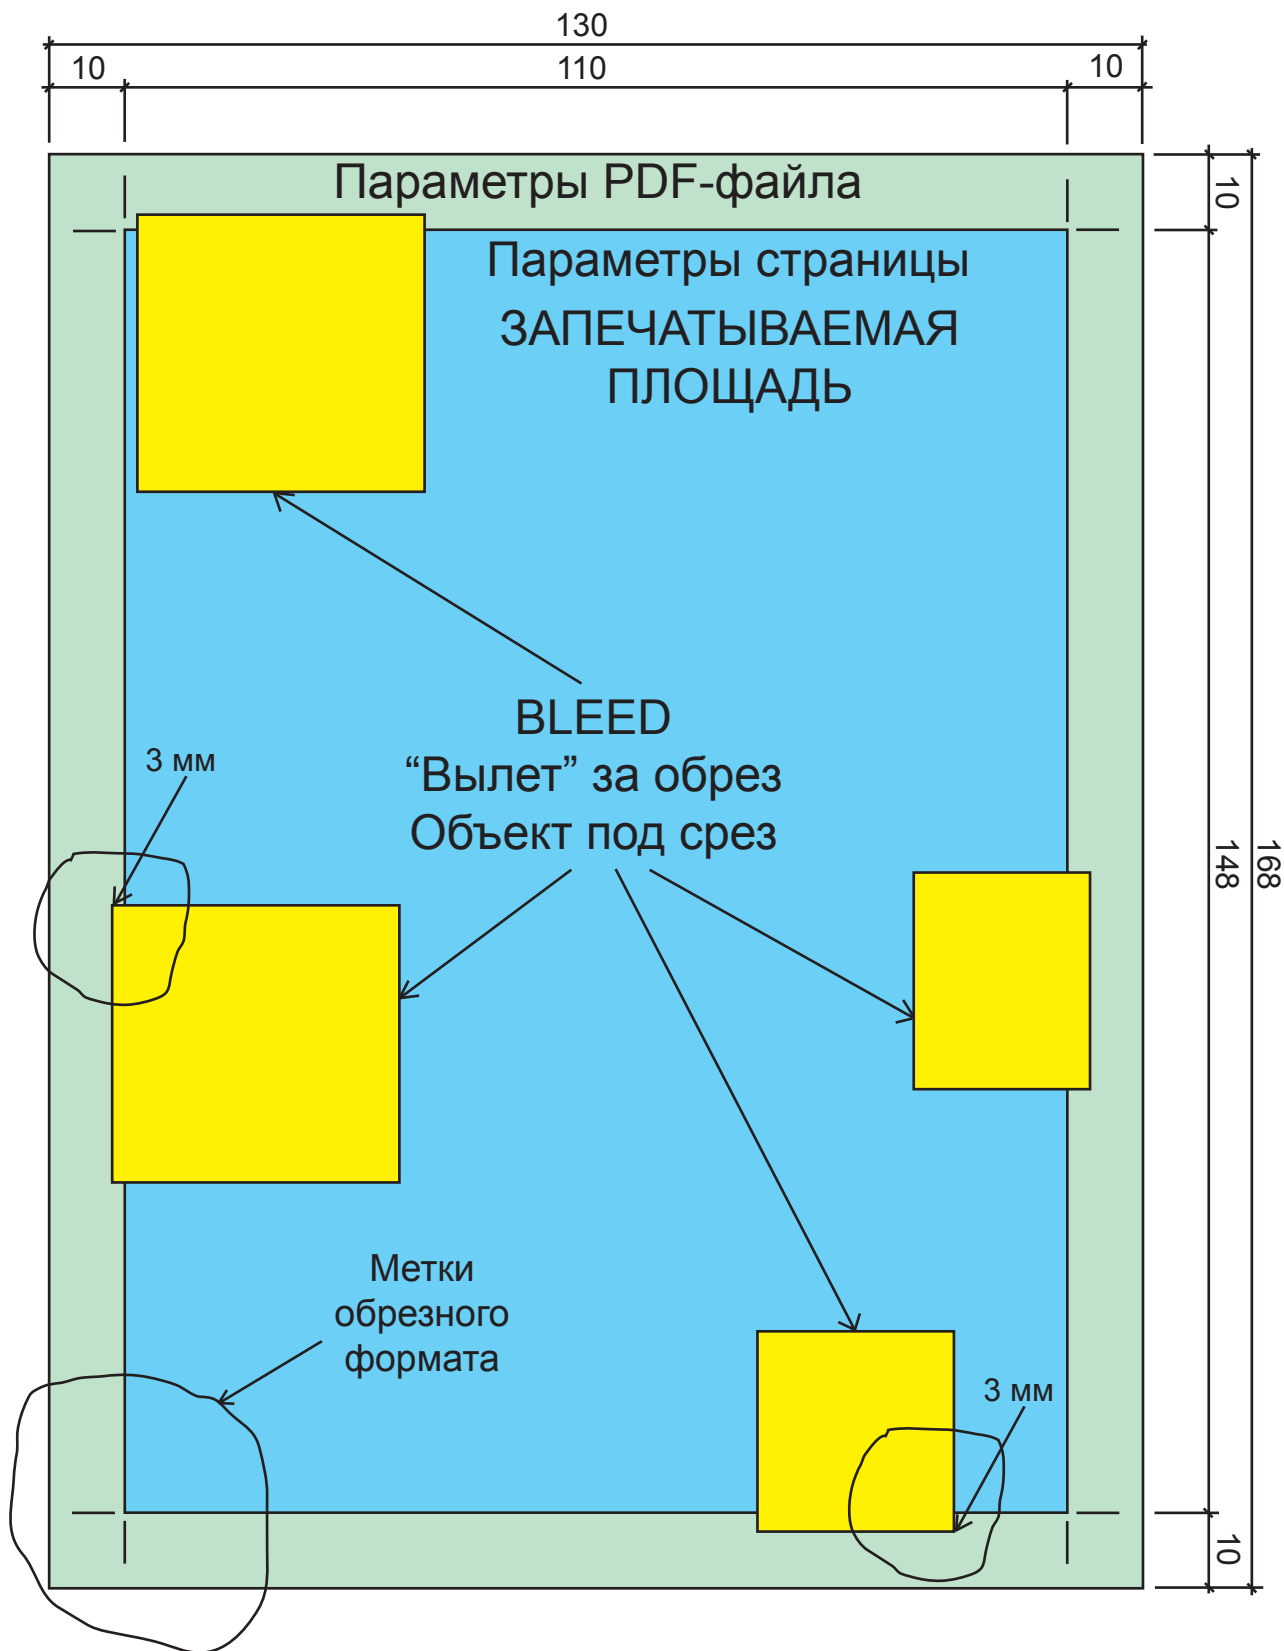 130
10
110
10
Параметры PDF-файла
10
Параметры страницы
ЗАПЕЧАТЫВАЕМАЯ
ПЛОЩАДЬ
BLEED
“Вылет” за обрез
Объект под срез
3 мм
148
168
Метки
обрезного
формата
3 мм
10